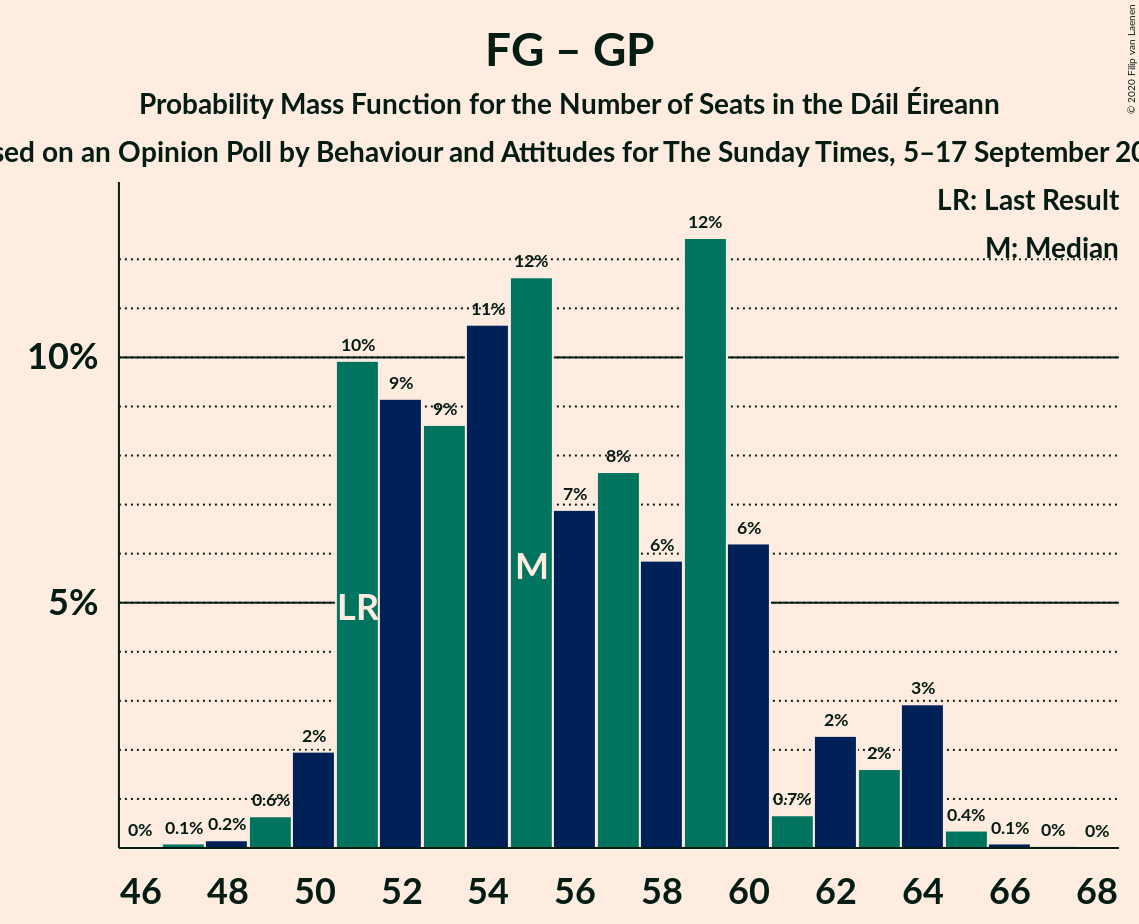 FG – GP
Probability Mass Function for the Number of Seats in the Dáil Éireann
sed on an Opinion Poll by Behaviour and Attitudes for The Sunday Times, 5–17 September 20
© 2020 Filip van Laenen
LR: Last Result
M: Median
10%
5%
0%
0.1%
0.2%
0.6%
2%
10%
9%
9%
11%
12%
7%
8%
6%
12%
6%
0.7%
2%
2%
3%
0.4%
0.1%
0%
0%
LR
M
46 48 50 52 54 56 58 60 62 64 66 68